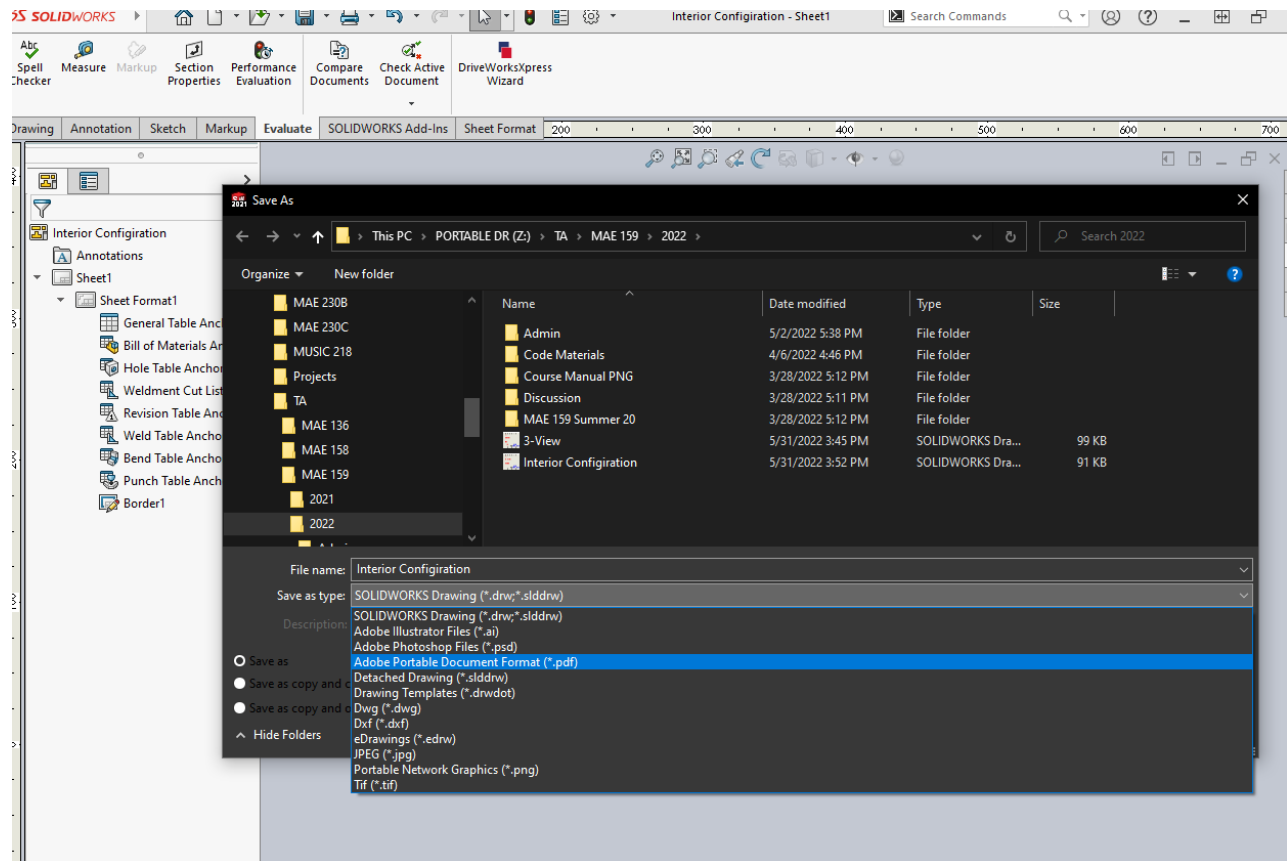 SOLIDWORKS
Interior Configiration - Sheet1
Search Commands
Spell Checker
Measure
Markup
Section Properties
Performance Evaluation
Compare Documents
Check Active Document
DriveWorksXpress Wizard
Drawing Annotation Sketch Markup Evaluate SOLIDWORKS Add-Ins Sheet Format 200 300 400 500 600 700
Interior Configiration
Annotations
Sheet1
Sheet Format1
General Table Anc
Bill of Materials An
Hole Table Anchor
Weldment Cut List
Revision Table Anc
Weld Table Ancho
Bend Table Ancho
Punch Table Anch
Border1
Save As
This PC > PORTABLE DR (Z:) > TA > MAE 159 > 2022 >
Search 2022
Organize
New folder
MAE 230B
MAE 230C
MUSIC 218
Projects
TA
MAE 136
MAE 158
MAE 159
2021
2022
Name Date modified Type Size
Admin 5/2/2022 5:38 PM File folder
Code Materials 4/6/2022 4:46 PM File folder
Course Manual PNG 3/28/2022 5:12 PM File folder
Discussion 3/28/2022 5:11 PM File folder
MAE 159 Summer 20 3/28/2022 5:12 PM File folder
3-View 5/31/2022 3:45 PM SOLIDWORKS Dra... 99 KB
Interior Configiration 5/31/2022 3:52 PM SOLIDWORKS Dra... 91 KB
File name: Interior Configiration
Save as type: SOLIDWORKS Drawing (*.drw;*.slddrw)
Description:
SOLIDWORKS Drawing (*.drw;*.slddrw)
Adobe Illustrator Files (*.ai)
Adobe Photoshop Files (*.psd)
Adobe Portable Document Format (*.pdf)
Detached Drawing (*.slddrw)
Drawing Templates (*.drwdot)
Dwg (*.dwg)
Dxf (*.dxf)
eDrawings (*.edrw)
JPEG (*.jpg)
Portable Network Graphics (*.png)
Tif (*.tif)
Save as
Save as copy and c
Save as copy and o
Hide Folders